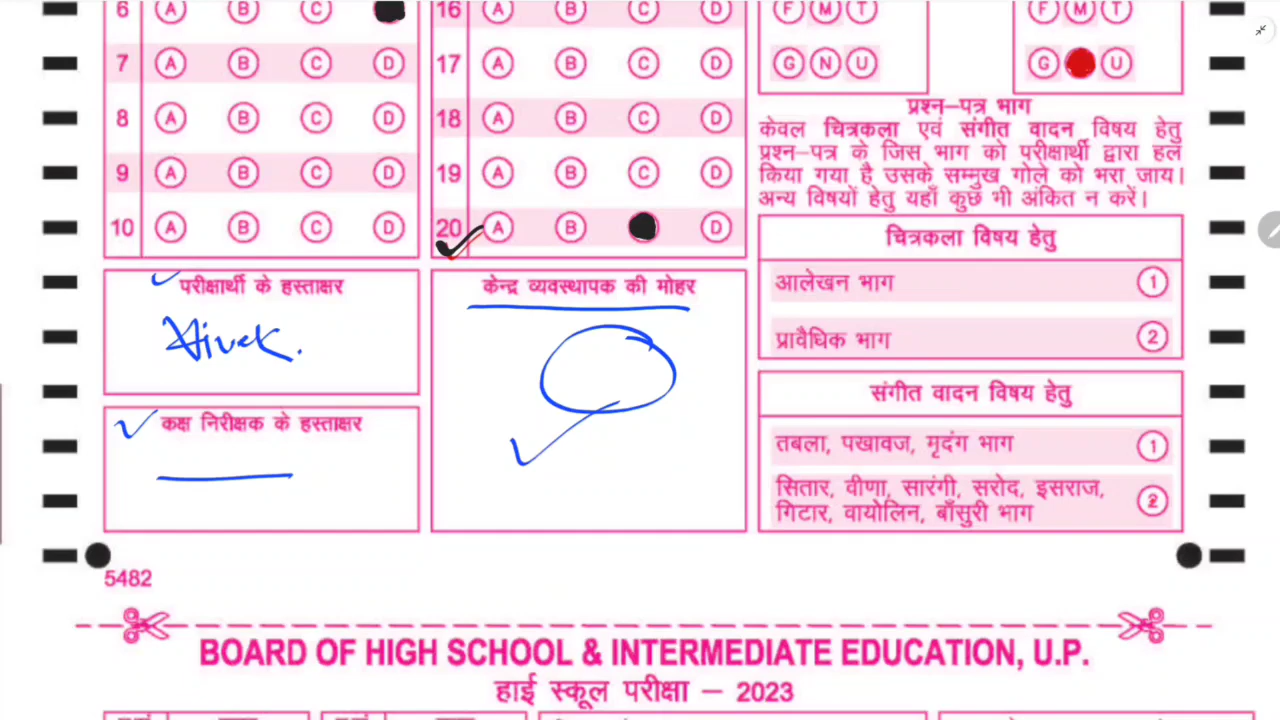 6 A B C
7 A B C D
8 A B C D
9 A B C D
10 A B C D
16 A B C D
17 A B C D
18 A B C D
19 A B C D
20 A B D
F M T
G N U
F M T
G U
प्रश्न-पत्र भाग
केवल चित्रकला एवं संगीत वादन विषय हेतु
प्रश्न-पत्र के जिस भाग को परीक्षार्थी द्वारा हल
किया गया है उसके सम्मुख गोले को भरा जाय।
अन्य विषयों हेतु यहाँ कुछ भी अंकित न करें।
चित्रकला विषय हेतु
आलेखन भाग 1
प्राविधिक भाग 2
संगीत वादन विषय हेतु
तबला, पखावज, मृदंग भाग 1
सितार, वीणा, सारंगी, सरोद, इसराज,
गिटार, वायोलिन, बाँसुरी भाग 2
परीक्षार्थी के हस्ताक्षर
Vivek.
कक्ष निरीक्षक के हस्ताक्षर
केन्द्र व्यवस्थापक की मोहर
5482
BOARD OF HIGH SCHOOL & INTERMEDIATE EDUCATION, U.P.
हाई स्कूल परीक्षा – 2023